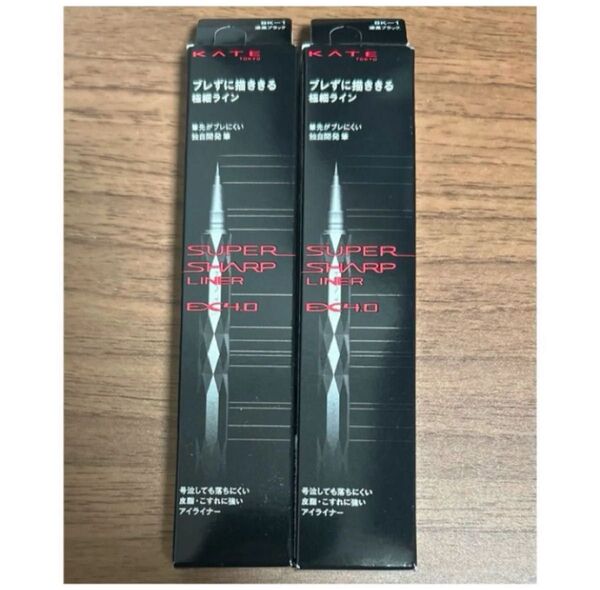 BK-1
漆黒ブラック
KATE
TOKYO
ブレずに描ききる
極細ライン
筆先がブレにくい
独自開発 筆
SUPER
SHARP
LINER
EX4.0
号泣しても落ちにくい
皮脂・こすれに強い
アイライナー
BK-1
漆黒ブラック
KATE
TOKYO
ブレずに描ききる
極細ライン
筆先がブレにくい
独自開発 筆
SUPER
SHARP
LINER
EX4.0
号泣しても落ちにくい
皮脂・こすれに強い
アイライナー